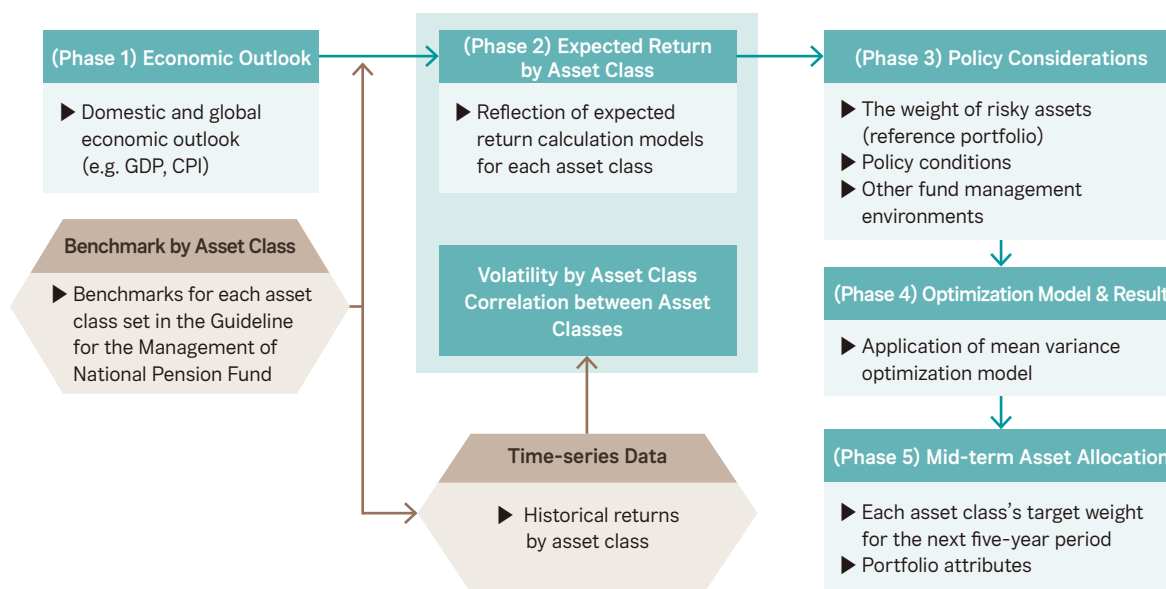 (Phase 1) Economic Outlook
▶ Domestic and global
economic outlook
(e.g. GDP, CPI)
Benchmark by Asset Class
▶ Benchmarks for each asset
class set in the Guideline
for the Management of
National Pension Fund
(Phase 2) Expected Return
by Asset Class
▶ Reflection of expected
return calculation models
for each asset class
Volatility by Asset Class
Correlation between Asset
Classes
Time-series Data
▶ Historical returns
by asset class
(Phase 3) Policy Considerations
▶ The weight of risky assets
(reference portfolio)
▶ Policy conditions
▶ Other fund management
environments
(Phase 4) Optimization Model & Result
▶ Application of mean variance
optimization model
(Phase 5) Mid-term Asset Allocation
▶ Each asset class’s target weight
for the next five-year period
▶ Portfolio attributes